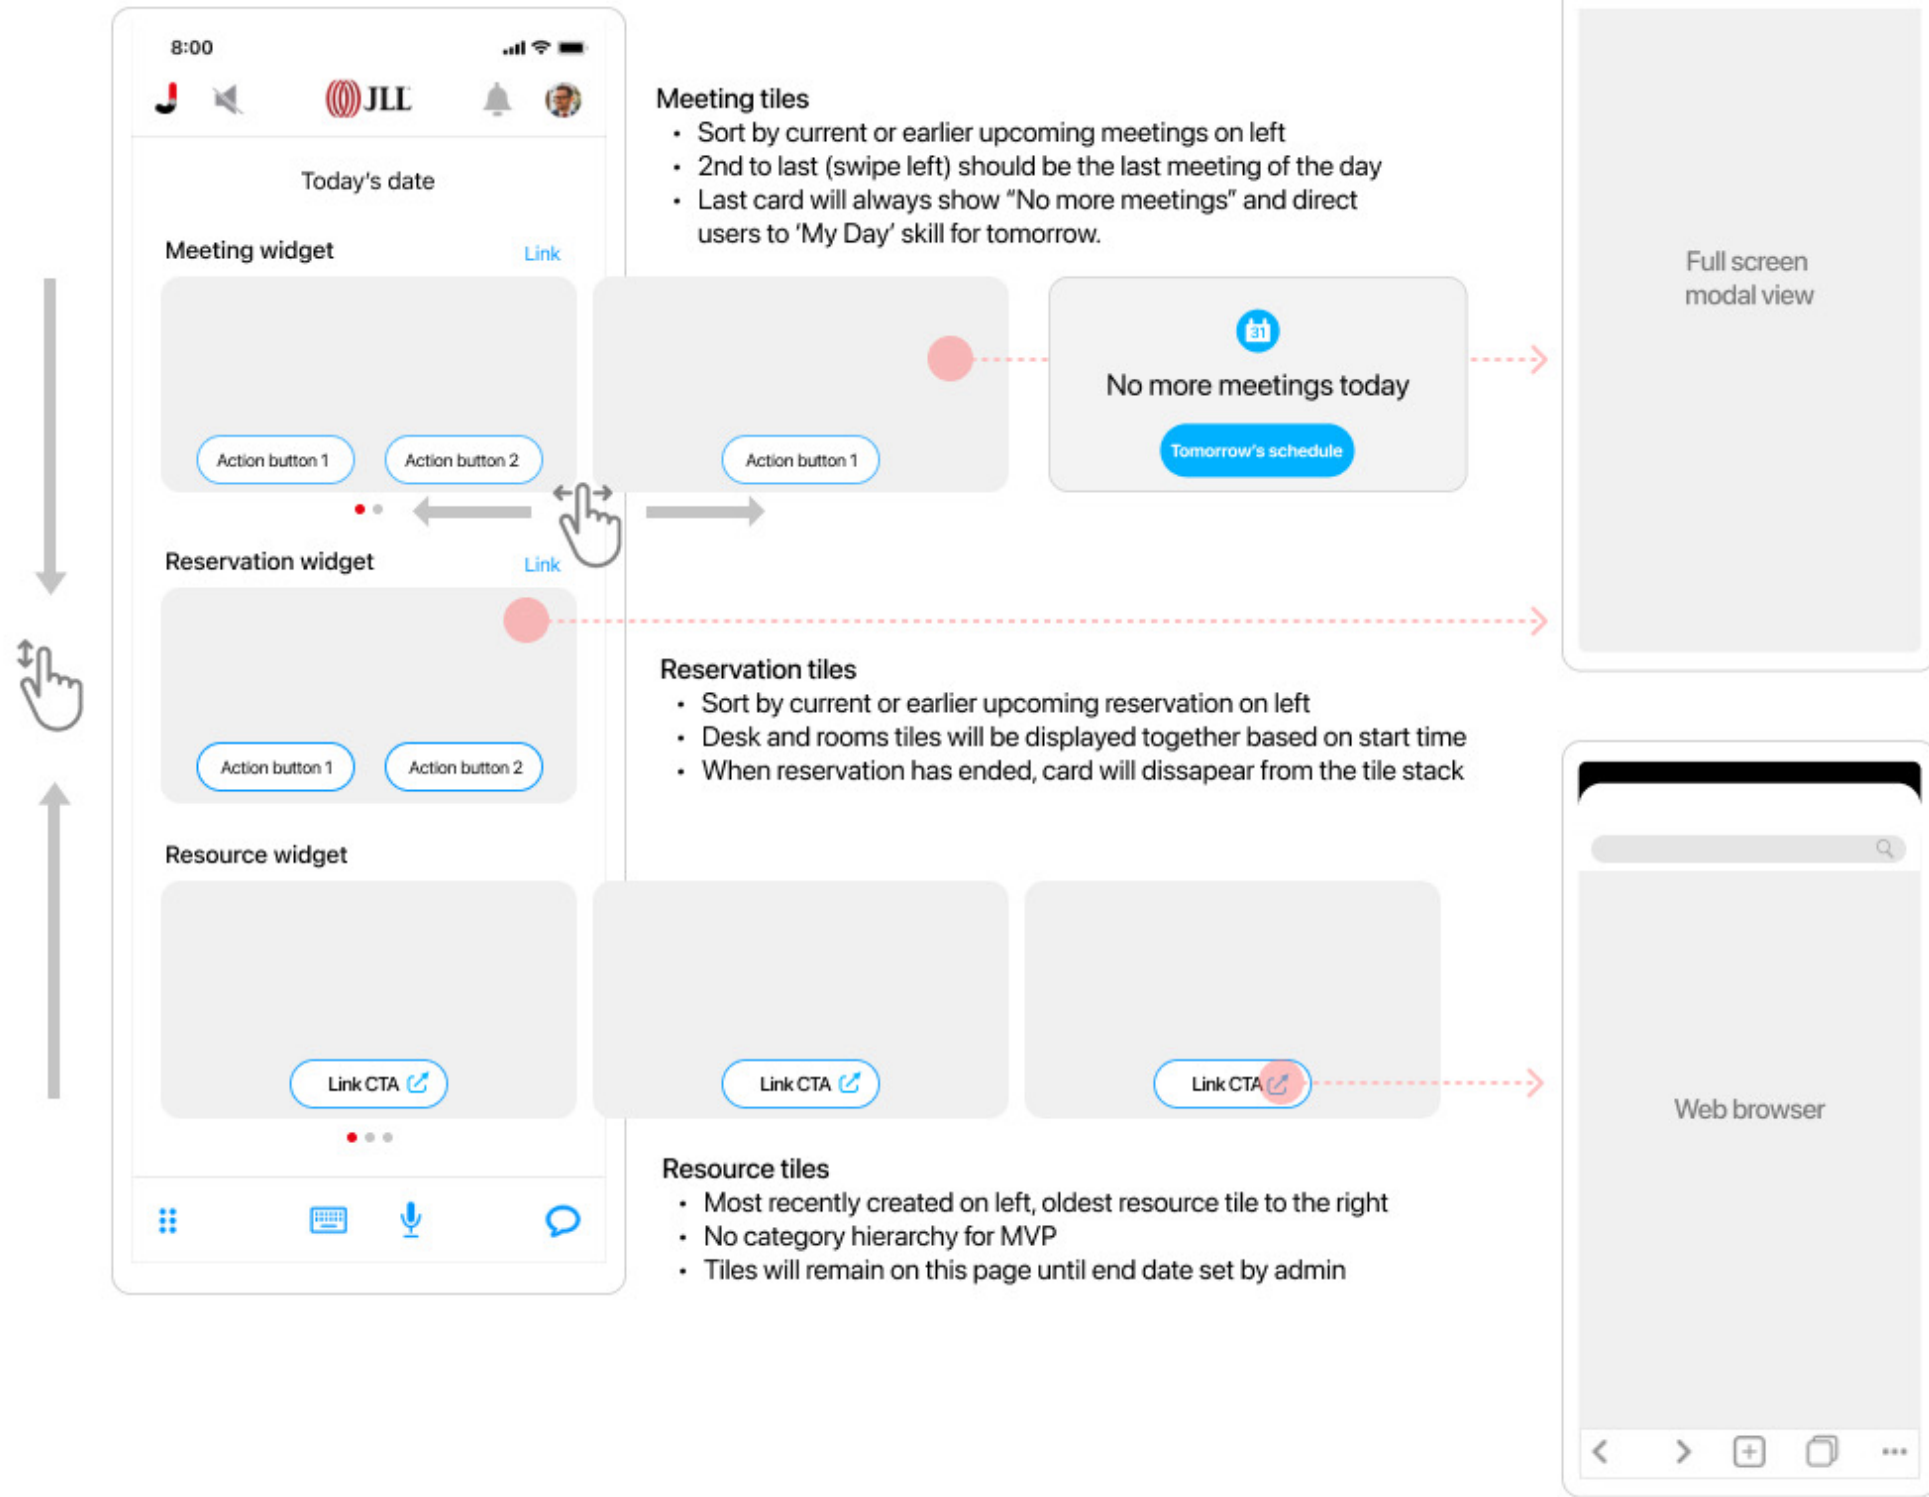 8:00
JLL
Today's date
Meeting widget
Link
Action button 1
Action button 2
Action button 1
31
No more meetings today
Tomorrow's schedule
Meeting tiles
• Sort by current or earlier upcoming meetings on left
• 2nd to last (swipe left) should be the last meeting of the day
• Last card will always show “No more meetings” and direct
users to ‘My Day’ skill for tomorrow.
Full screen
modal view
Reservation widget
Link
Action button 1
Action button 2
Reservation tiles
• Sort by current or earlier upcoming reservation on left
• Desk and rooms tiles will be displayed together based on start time
• When reservation has ended, card will dissapear from the tile stack
Resource widget
Link CTA
Link CTA
Link CTA
Web browser
Resource tiles
• Most recently created on left, oldest resource tile to the right
• No category hierarchy for MVP
• Tiles will remain on this page until end date set by admin